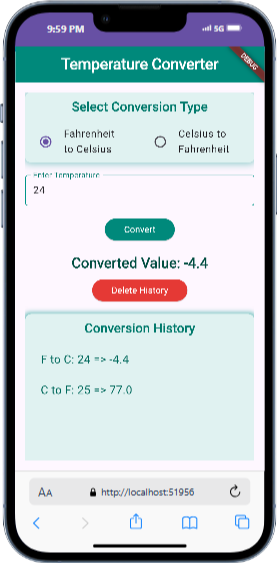 9:59 PM
5G
DEBUG
Temperature Converter
Select Conversion Type
Fahrenheit
to Celsius
Celsius to
Fahrenheit
Enter Temperature
24
Convert
Converted Value: -4.4
Delete History
Conversion History
F to C: 24 => -4.4
C to F: 25 => 77.0
AA
http://localhost:51956